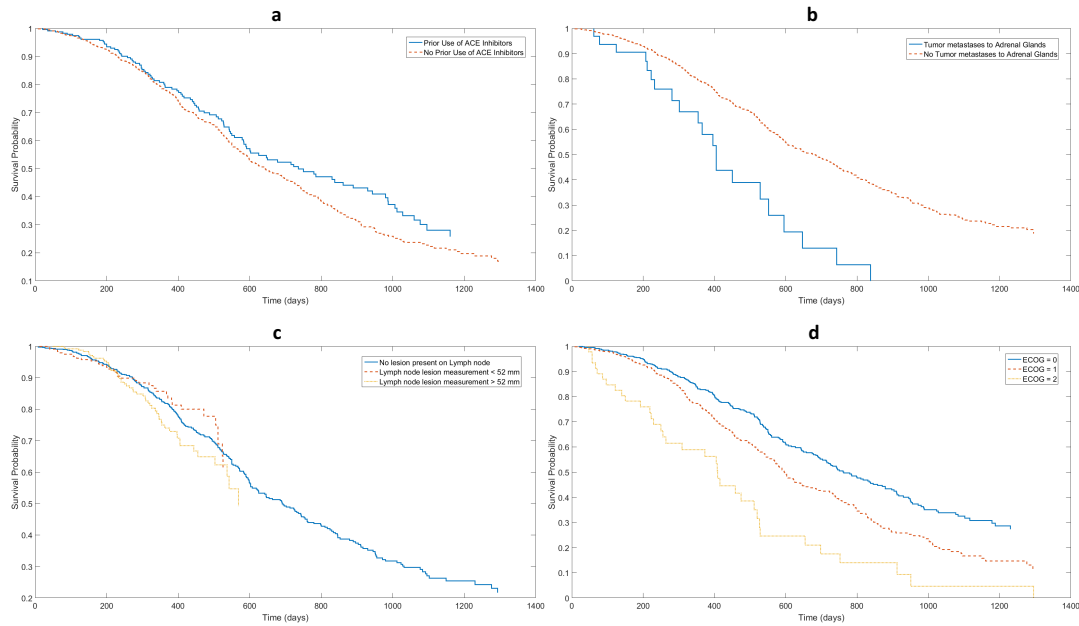 a
Survival Probability
1
0.9
0.8
0.7
0.6
0.5
0.4
0.3
0.2
0.1
0 200 400 600 800 1000 1200 1400
Time (days)
Prior Use of ACE Inhibitors
No Prior Use of ACE Inhibitors
b
Survival Probability
1
0.9
0.8
0.7
0.6
0.5
0.4
0.3
0.2
0.1
0
0 200 400 600 800 1000 1200 1400
Time (days)
Tumor metastases to Adrenal Glands
No Tumor metastases to Adrenal Glands
c
Survival Probability
1
0.9
0.8
0.7
0.6
0.5
0.4
0.3
0.2
0 200 400 600 800 1000 1200 1400
Time (days)
No lesion present on Lymph node
Lymph node lesion measurement < 52 mm
Lymph node lesion measurement > 52 mm
d
Survival Probability
1
0.9
0.8
0.7
0.6
0.5
0.4
0.3
0.2
0.1
0
0 200 400 600 800 1000 1200 1400
Time (days)
ECOG = 0
ECOG = 1
ECOG = 2